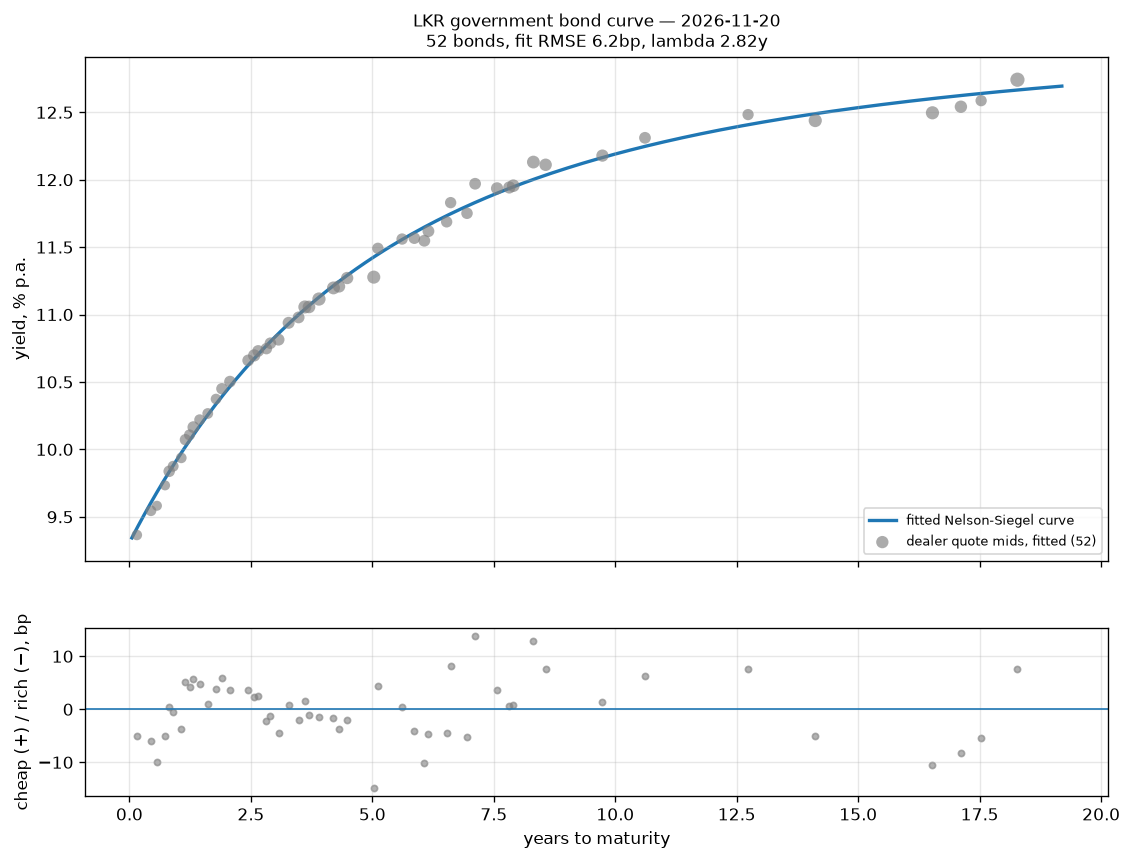 LKR government bond curve — 2026-11-20
52 bonds, fit RMSE 6.2bp, lambda 2.82y
yield, % p.a.
12.5
12.0
11.5
11.0
10.5
10.0
9.5
fitted Nelson-Siegel curve
dealer quote mids, fitted (52)
cheap (+) / rich (−), bp
10
0
−10
0.0 2.5 5.0 7.5 10.0 12.5 15.0 17.5 20.0
years to maturity